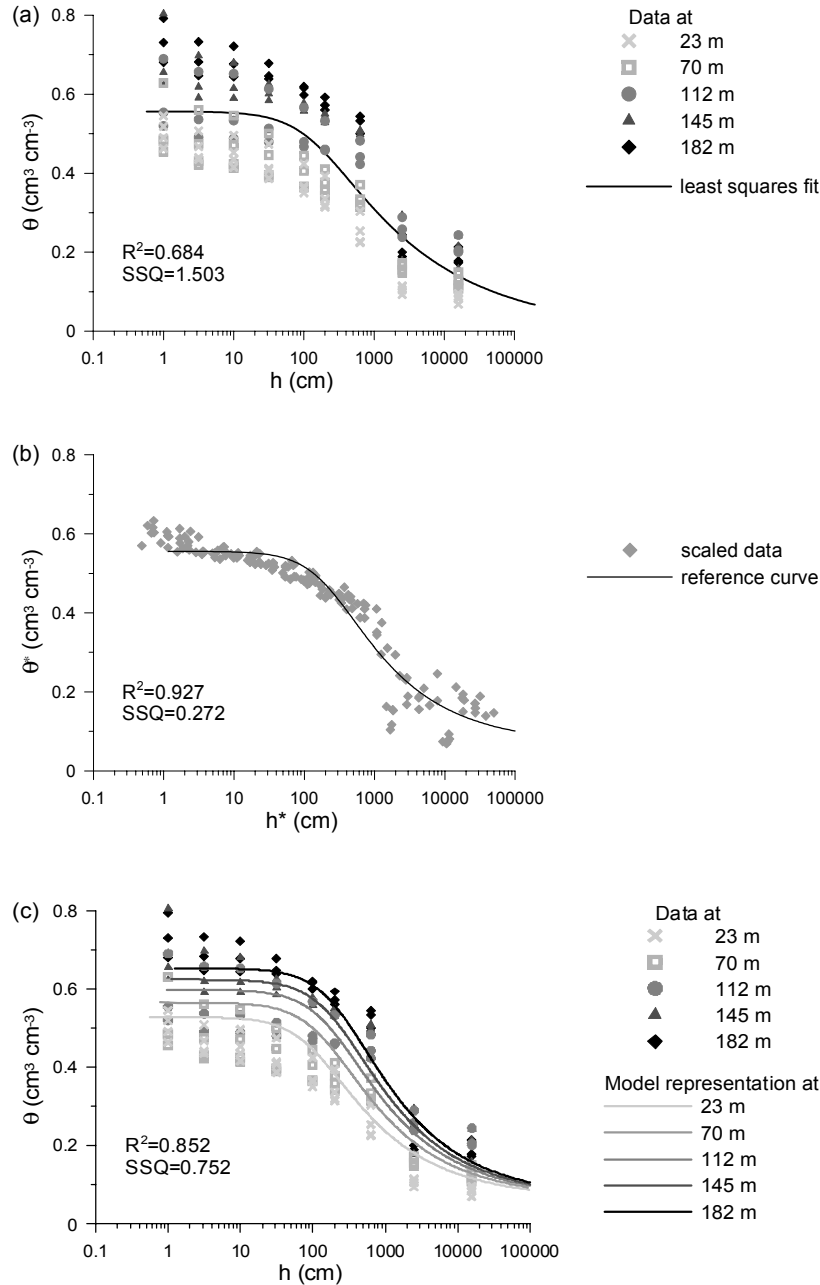 (a)
0.8
0.6
0.4
0.2
0
θ (cm³ cm⁻³)
R²=0.684
SSQ=1.503
0.1 1 10 100 1000 10000 100000
h (cm)
Data at
23 m
70 m
112 m
145 m
182 m
least squares fit
(b)
0.8
0.6
0.4
0.2
0
θ* (cm³ cm⁻³)
R²=0.927
SSQ=0.272
0.1 1 10 100 1000 10000 100000
h* (cm)
scaled data
reference curve
(c)
0.8
0.6
0.4
0.2
0
θ (cm³ cm⁻³)
R²=0.852
SSQ=0.752
0.1 1 10 100 1000 10000 100000
h (cm)
Data at
23 m
70 m
112 m
145 m
182 m
Model representation at
23 m
70 m
112 m
145 m
182 m